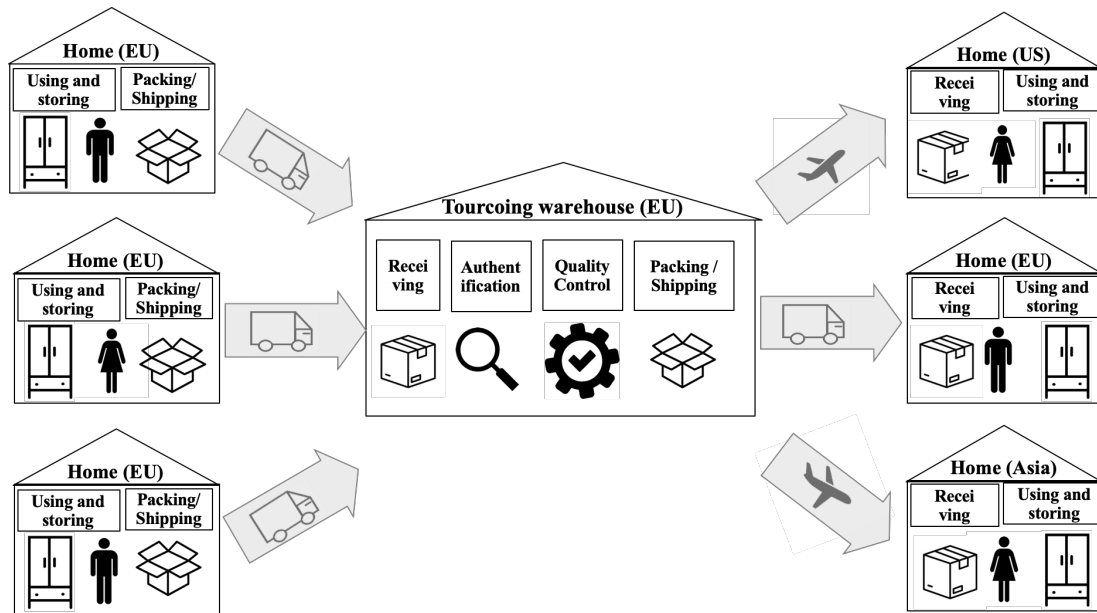 Home (EU)
Using and
storing
Packing/
Shipping
Home (EU)
Using and
storing
Packing/
Shipping
Home (EU)
Using and
storing
Packing/
Shipping
Tourcoing warehouse (EU)
Recei
ving
Authent
ification
Quality
Control
Packing /
Shipping
Home (US)
Recei
ving
Using and
storing
Home (EU)
Recei
ving
Using and
storing
Home (Asia)
Recei
ving
Using and
storing